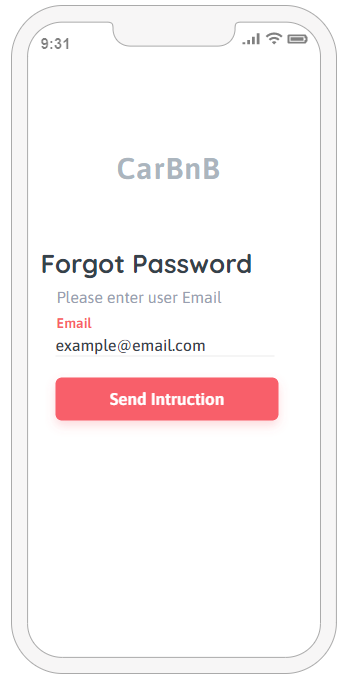 9:31
CarBnB
Forgot Password
Please enter user Email
Email
example@email.com
Send Intruction